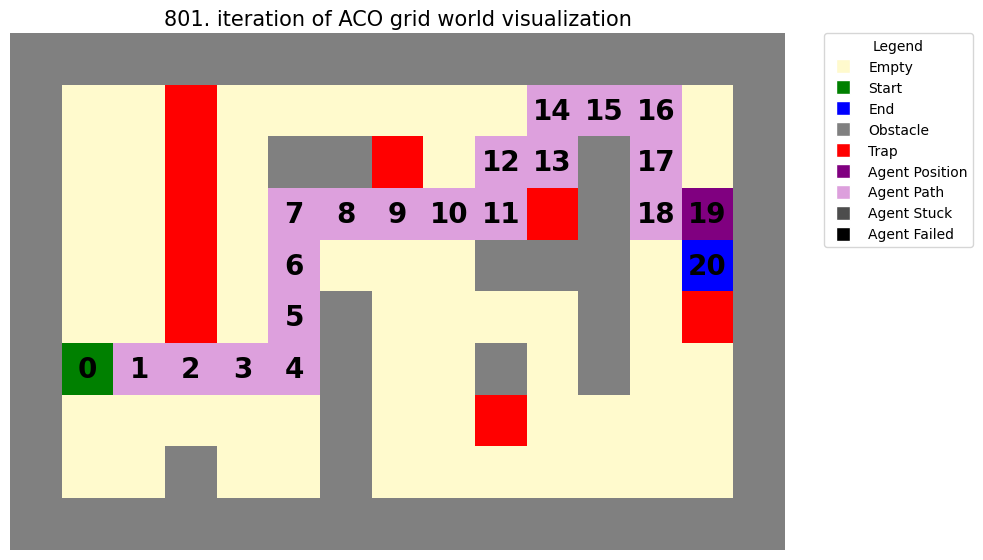 801. iteration of ACO grid world visualization
14 15 16
12 13 17
7 8 9 10 11 18 19
6 20
5
0 1 2 3 4
Legend
Empty
Start
End
Obstacle
Trap
Agent Position
Agent Path
Agent Stuck
Agent Failed